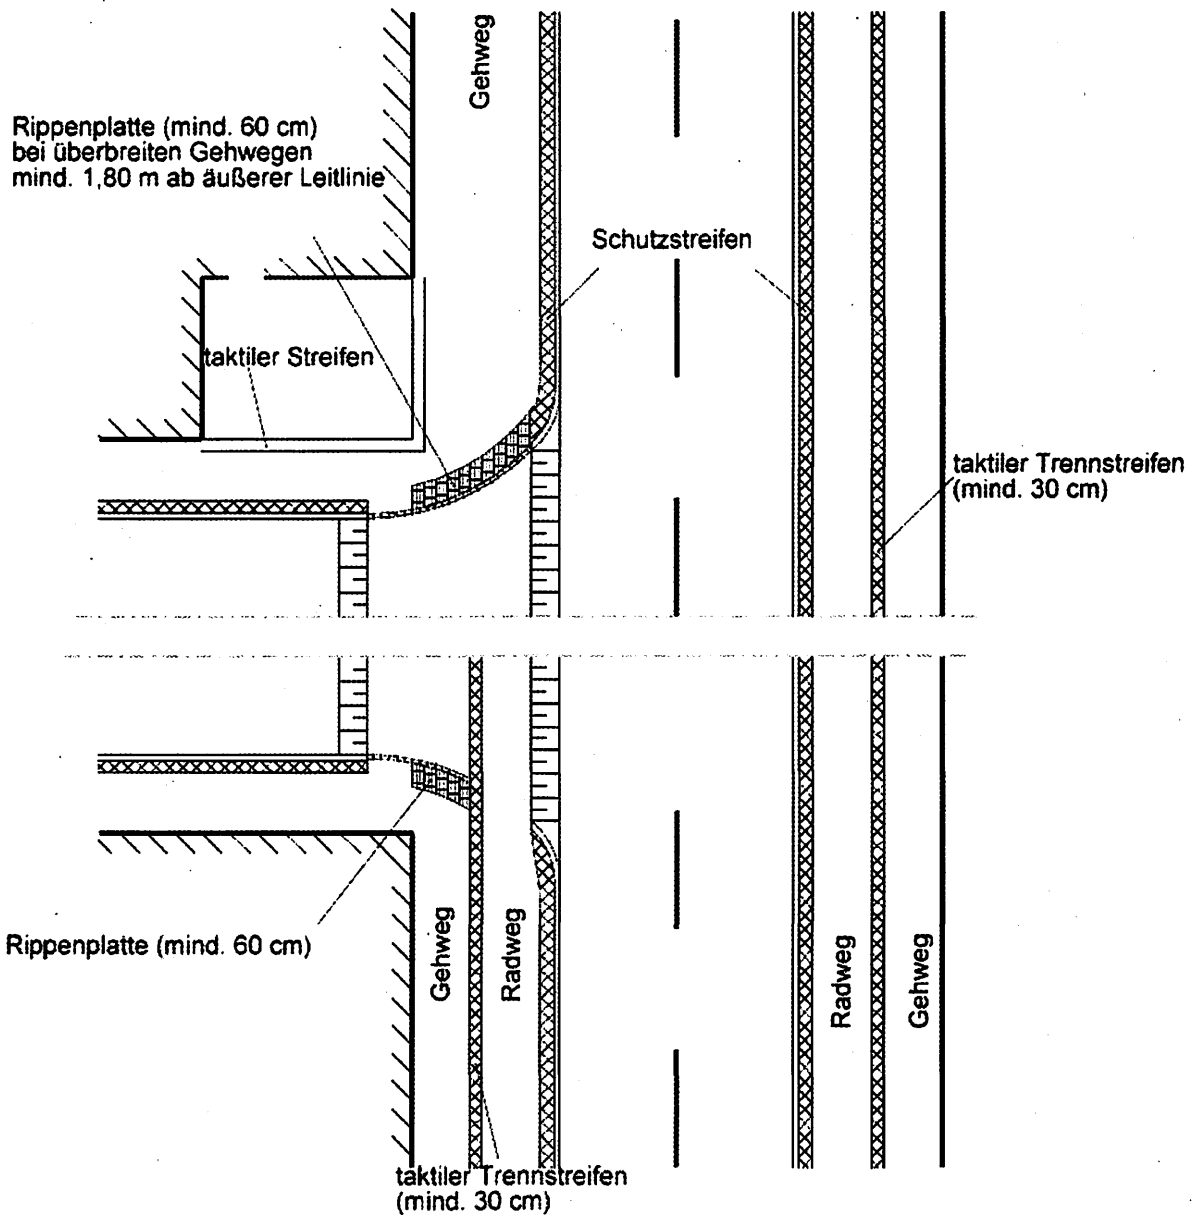 Gehweg
Rippenplatte (mind. 60 cm)
bei überbreiten Gehwegen
mind. 1,80 m ab äußerer Leitlinie
Schutzstreifen
taktiler Streifen
taktiler Trennstreifen
(mind. 30 cm)
Rippenplatte (mind. 60 cm)
Gehweg
Radweg
Radweg
Gehweg
taktiler Trennstreifen
(mind. 30 cm)